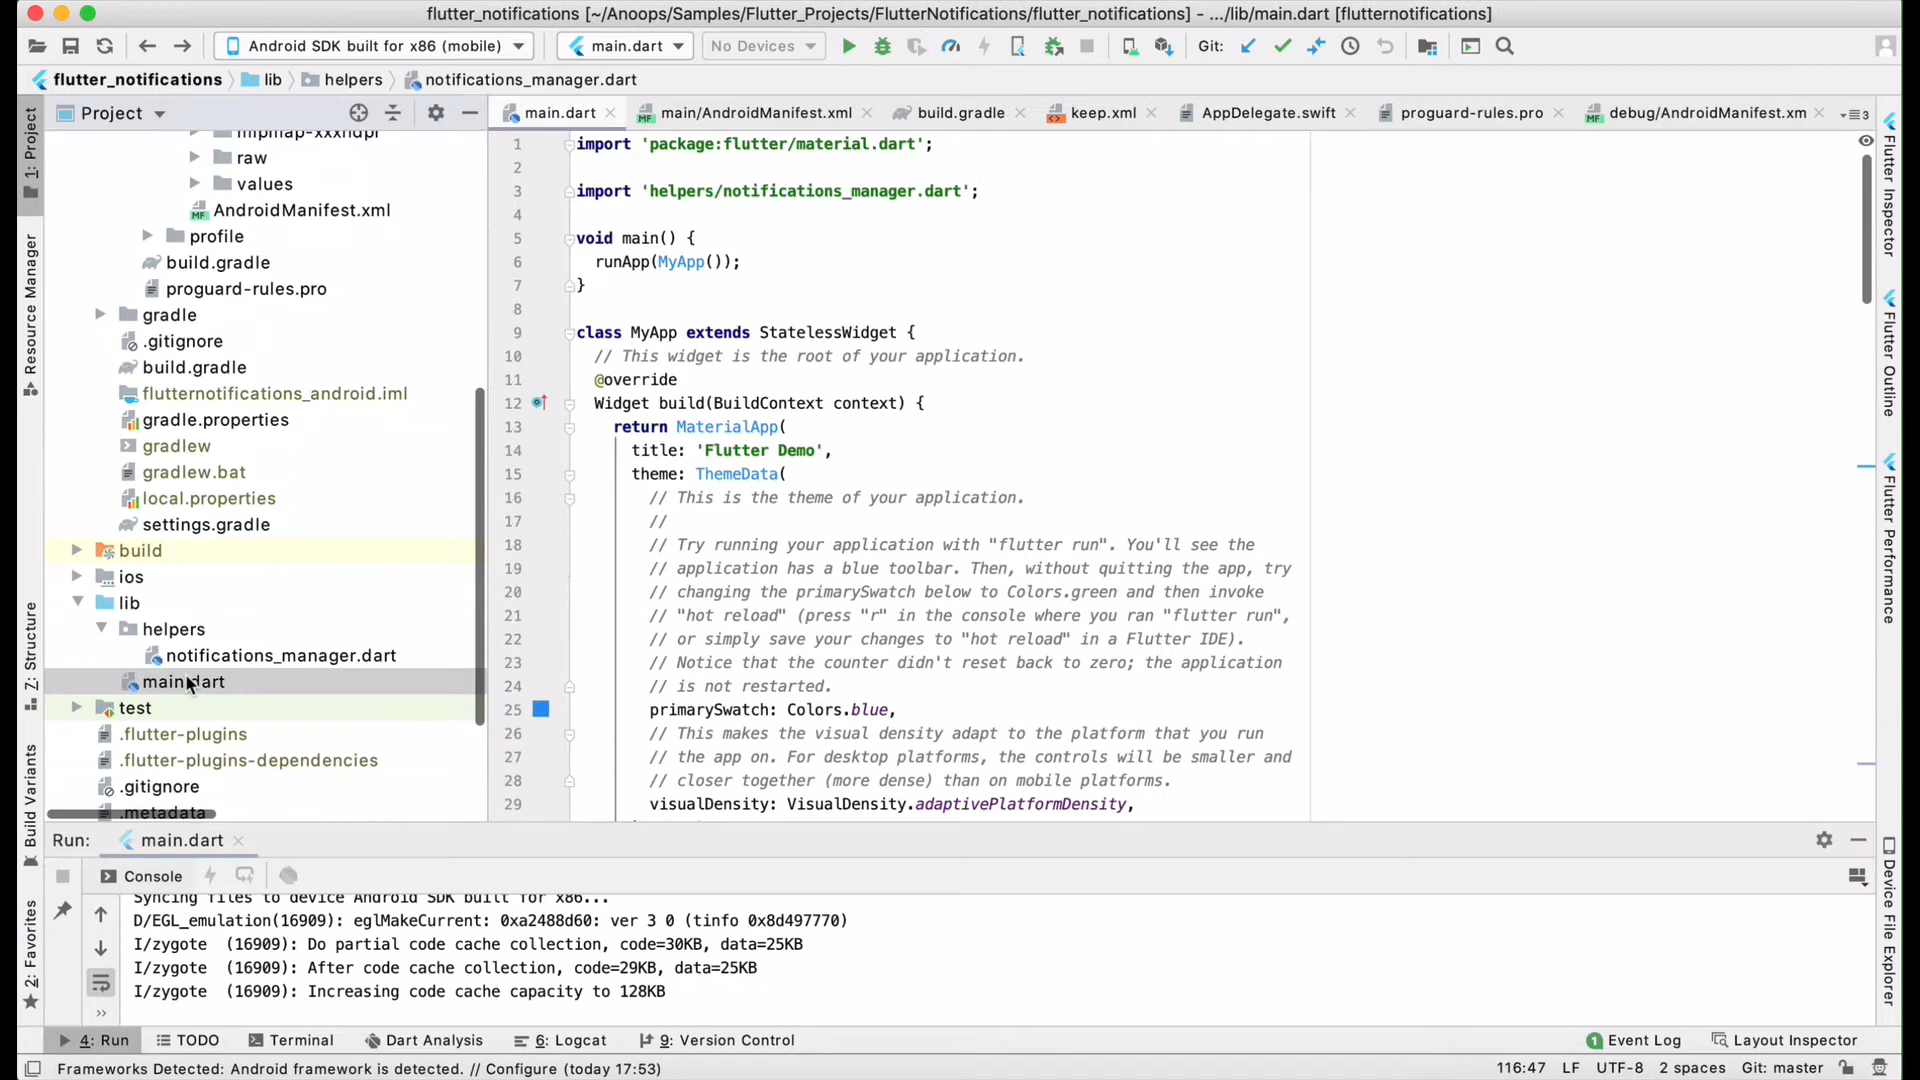 flutter_notifications [~/Anoops/Samples/Flutter_Projects/FlutterNotifications/flutter_notifications] - .../lib/main.dart [flutternotifications]
Android SDK built for x86 (mobile)
main.dart
No Devices
Git:
flutter_notifications
lib
helpers
notifications_manager.dart
1: Project
Resource Manager
Z: Structure
Build Variants
2: Favorites
Project
mipmap-xxxhdpi
raw
values
AndroidManifest.xml
profile
build.gradle
proguard-rules.pro
gradle
.gitignore
build.gradle
flutternotifications_android.iml
gradle.properties
gradlew
gradlew.bat
local.properties
settings.gradle
build
ios
lib
helpers
notifications_manager.dart
main.dart
test
.flutter-plugins
.flutter-plugins-dependencies
.gitignore
.metadata
main.dart
main/AndroidManifest.xml
build.gradle
keep.xml
AppDelegate.swift
proguard-rules.pro
debug/AndroidManifest.xm
3
1 import 'package:flutter/material.dart';
2
3 import 'helpers/notifications_manager.dart';
4
5 void main() {
6 runApp(MyApp());
7 }
8
9 class MyApp extends StatelessWidget {
10 // This widget is the root of your application.
11 @override
12 Widget build(BuildContext context) {
13 return MaterialApp(
14 title: 'Flutter Demo',
15 theme: ThemeData(
16 // This is the theme of your application.
17 //
18 // Try running your application with "flutter run". You'll see the
19 // application has a blue toolbar. Then, without quitting the app, try
20 // changing the primarySwatch below to Colors.green and then invoke
21 // "hot reload" (press "r" in the console where you ran "flutter run",
22 // or simply save your changes to "hot reload" in a Flutter IDE).
23 // Notice that the counter didn't reset back to zero; the application
24 // is not restarted.
25 primarySwatch: Colors.blue,
26 // This makes the visual density adapt to the platform that you run
27 // the app on. For desktop platforms, the controls will be smaller and
28 // closer together (more dense) than on mobile platforms.
29 visualDensity: VisualDensity.adaptivePlatformDensity,
Flutter Inspector
Flutter Outline
Flutter Performance
Device File Explorer
Run:
main.dart
Console
Syncing files to device Android SDK built for x86...
D/EGL_emulation(16909): eglMakeCurrent: 0xa2488d60: ver 3 0 (tinfo 0x8d497770)
I/zygote  (16909): Do partial code cache collection, code=30KB, data=25KB
I/zygote  (16909): After code cache collection, code=29KB, data=25KB
I/zygote  (16909): Increasing code cache capacity to 128KB
4: Run
TODO
Terminal
Dart Analysis
6: Logcat
9: Version Control
1 Event Log
Layout Inspector
Frameworks Detected: Android framework is detected. // Configure (today 17:53)
116:47
LF
UTF-8
2 spaces
Git: master